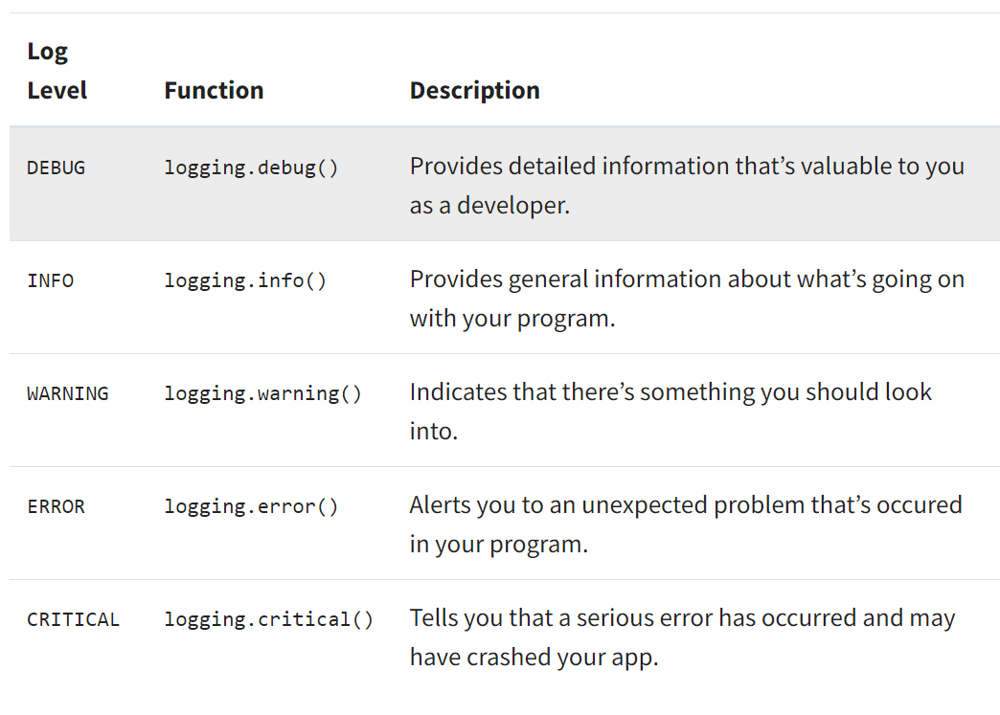 Log
Level Function Description
DEBUG logging.debug() Provides detailed information that’s valuable to you
as a developer.
INFO logging.info() Provides general information about what’s going on
with your program.
WARNING logging.warning() Indicates that there’s something you should look
into.
ERROR logging.error() Alerts you to an unexpected problem that’s occured
in your program.
CRITICAL logging.critical() Tells you that a serious error has occurred and may
have crashed your app.